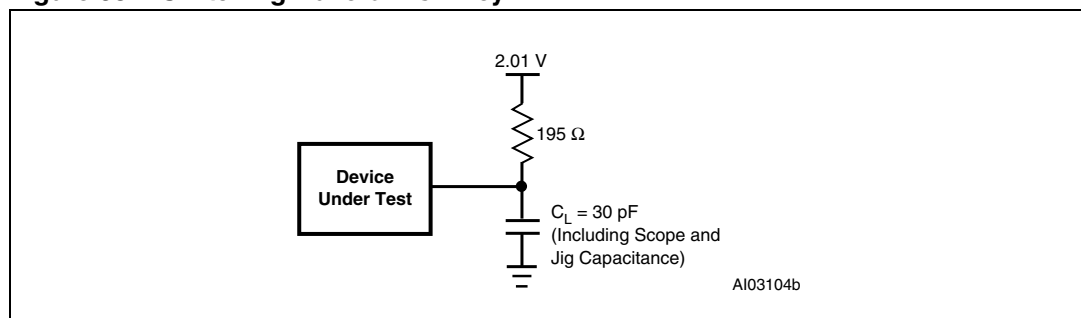 2.01 V
195 Ω
Device
Under Test
C_L = 30 pF
(Including Scope and
Jig Capacitance)
AI03104b